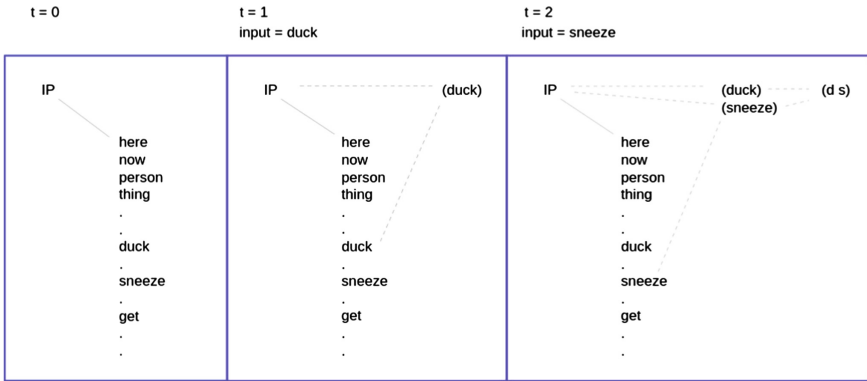 t = 0
t = 1
input = duck
t = 2
input = sneeze
IP
here
now
person
thing
.
.
duck
.
sneeze
.
get
.
.
IP
(duck)
here
now
person
thing
.
.
duck
.
sneeze
.
get
.
.
IP
(duck)
(d s)
(sneeze)
here
now
person
thing
.
.
duck
.
sneeze
.
get
.
.